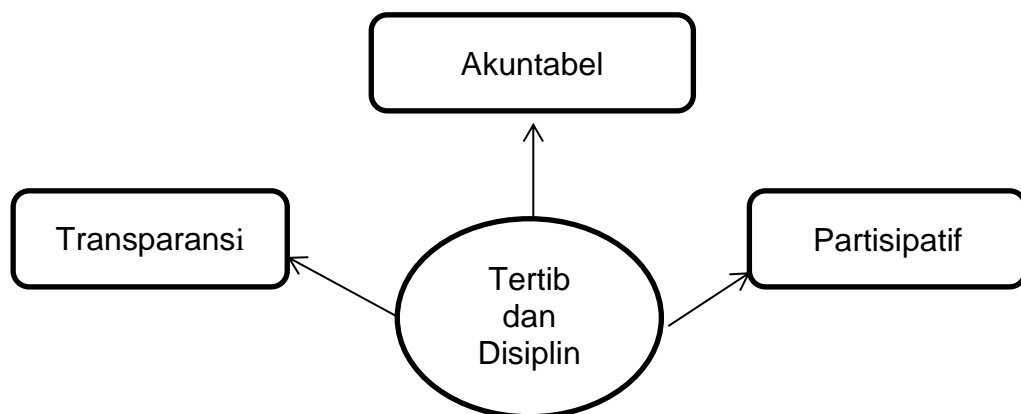 Akuntabel
Transparansi
Partisipatif
Tertib
dan
Disiplin